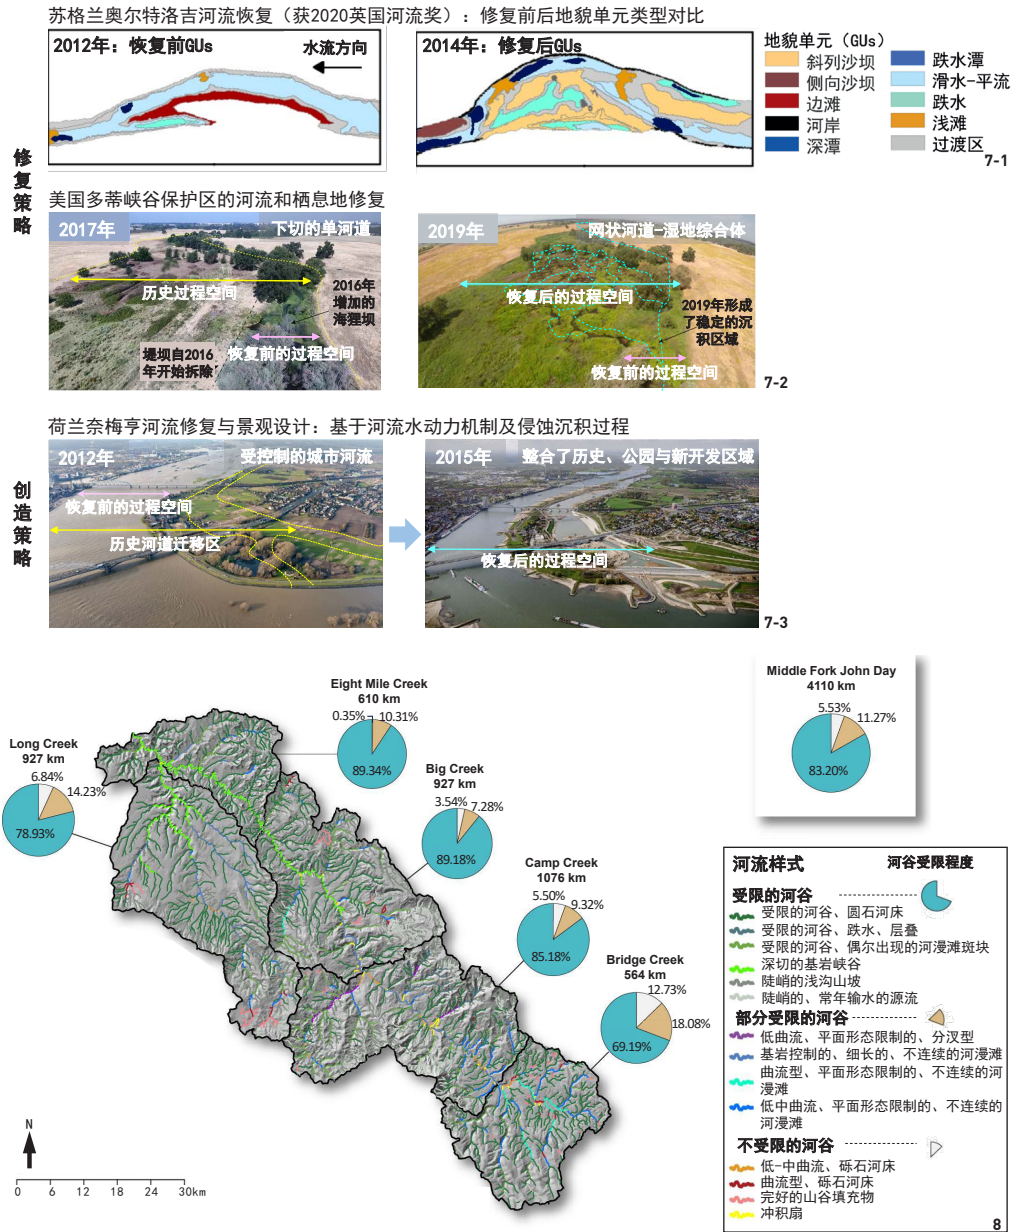 苏格兰奥尔特洛吉河流恢复（获2020英国河流奖）：修复前后地貌单元类型对比
2012年：恢复前GUs
水流方向
2014年：修复后GUs
地貌单元（GUs）
斜列沙坝
侧向沙坝
边滩
河岸
深潭
跌水潭
滑水-平流
跌水
浅滩
过渡区
7-1
修复策略
美国多蒂峡谷保护区的河流和栖息地修复
2017年
下切的单河道
历史过程空间
2016年
增加的
海狸坝
堤坝自2016
年开始拆除
恢复前的过程空间
2019年
网状河道-湿地综合体
恢复后的过程空间
2019年形成
了稳定的沉
积区域
恢复前的过程空间
7-2
荷兰奈梅亨河流修复与景观设计：基于河流水动力机制及侵蚀沉积过程
创造策略
2012年
受控制的城市河流
恢复前的过程空间
历史河道迁移区
2015年
整合了历史、公园与新开发区域
恢复后的过程空间
7-3
Middle Fork John Day
4110 km
5.53%
11.27%
83.20%
Eight Mile Creek
610 km
0.35%
10.31%
89.34%
Long Creek
927 km
6.84%
14.23%
78.93%
Big Creek
927 km
3.54%
7.28%
89.18%
Camp Creek
1076 km
5.50%
9.32%
85.18%
Bridge Creek
564 km
12.73%
18.08%
69.19%
河流样式
河谷受限程度
受限的河谷
受限的河谷、圆石河床
受限的河谷、跌水、层叠
受限的河谷、偶尔出现的河漫滩斑块
深切的基岩峡谷
陡峭的浅沟山坡
陡峭的、常年输水的源流
部分受限的河谷
低曲流、平面形态限制的、分汊型
基岩控制的、细长的、不连续的河漫滩
曲流型、平面形态限制的、不连续的河
漫滩
低中曲流、平面形态限制的、不连续的
河漫滩
不受限的河谷
低-中曲流、砾石河床
曲流型、砾石河床
完好的山谷填充物
冲积扇
8
N
0 6 12 18 24 30km